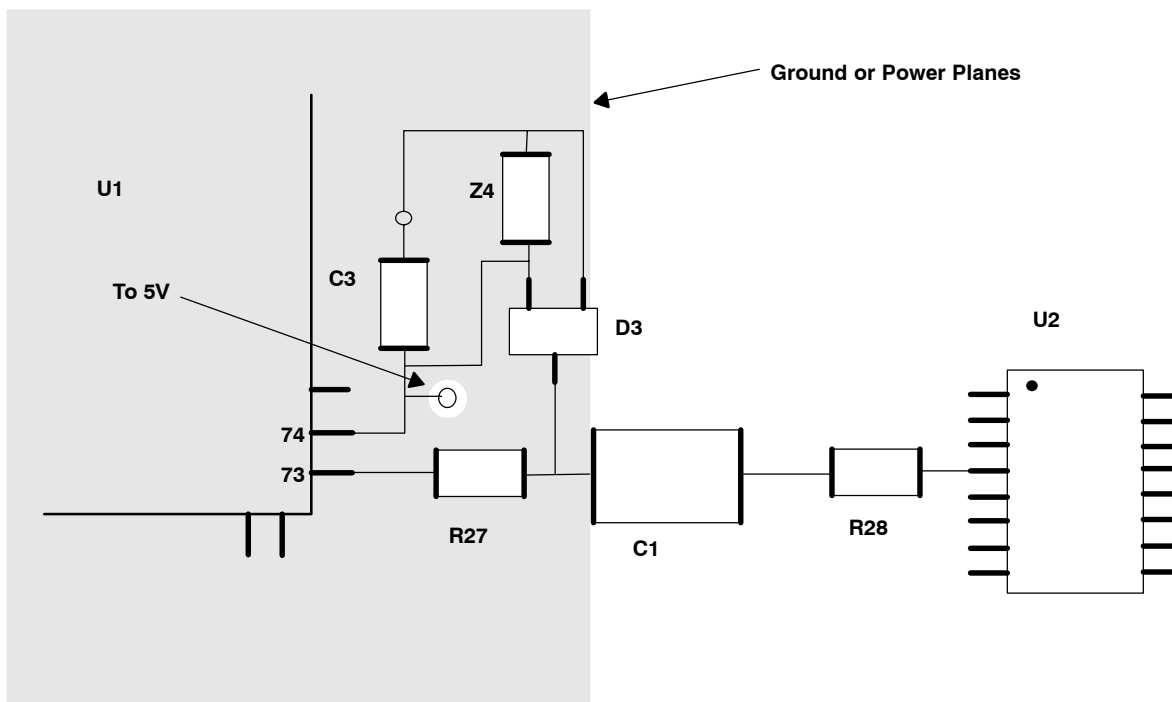 Ground or Power Planes
U1
Z4
C3
To 5V
D3
U2
74
73
R27
C1
R28